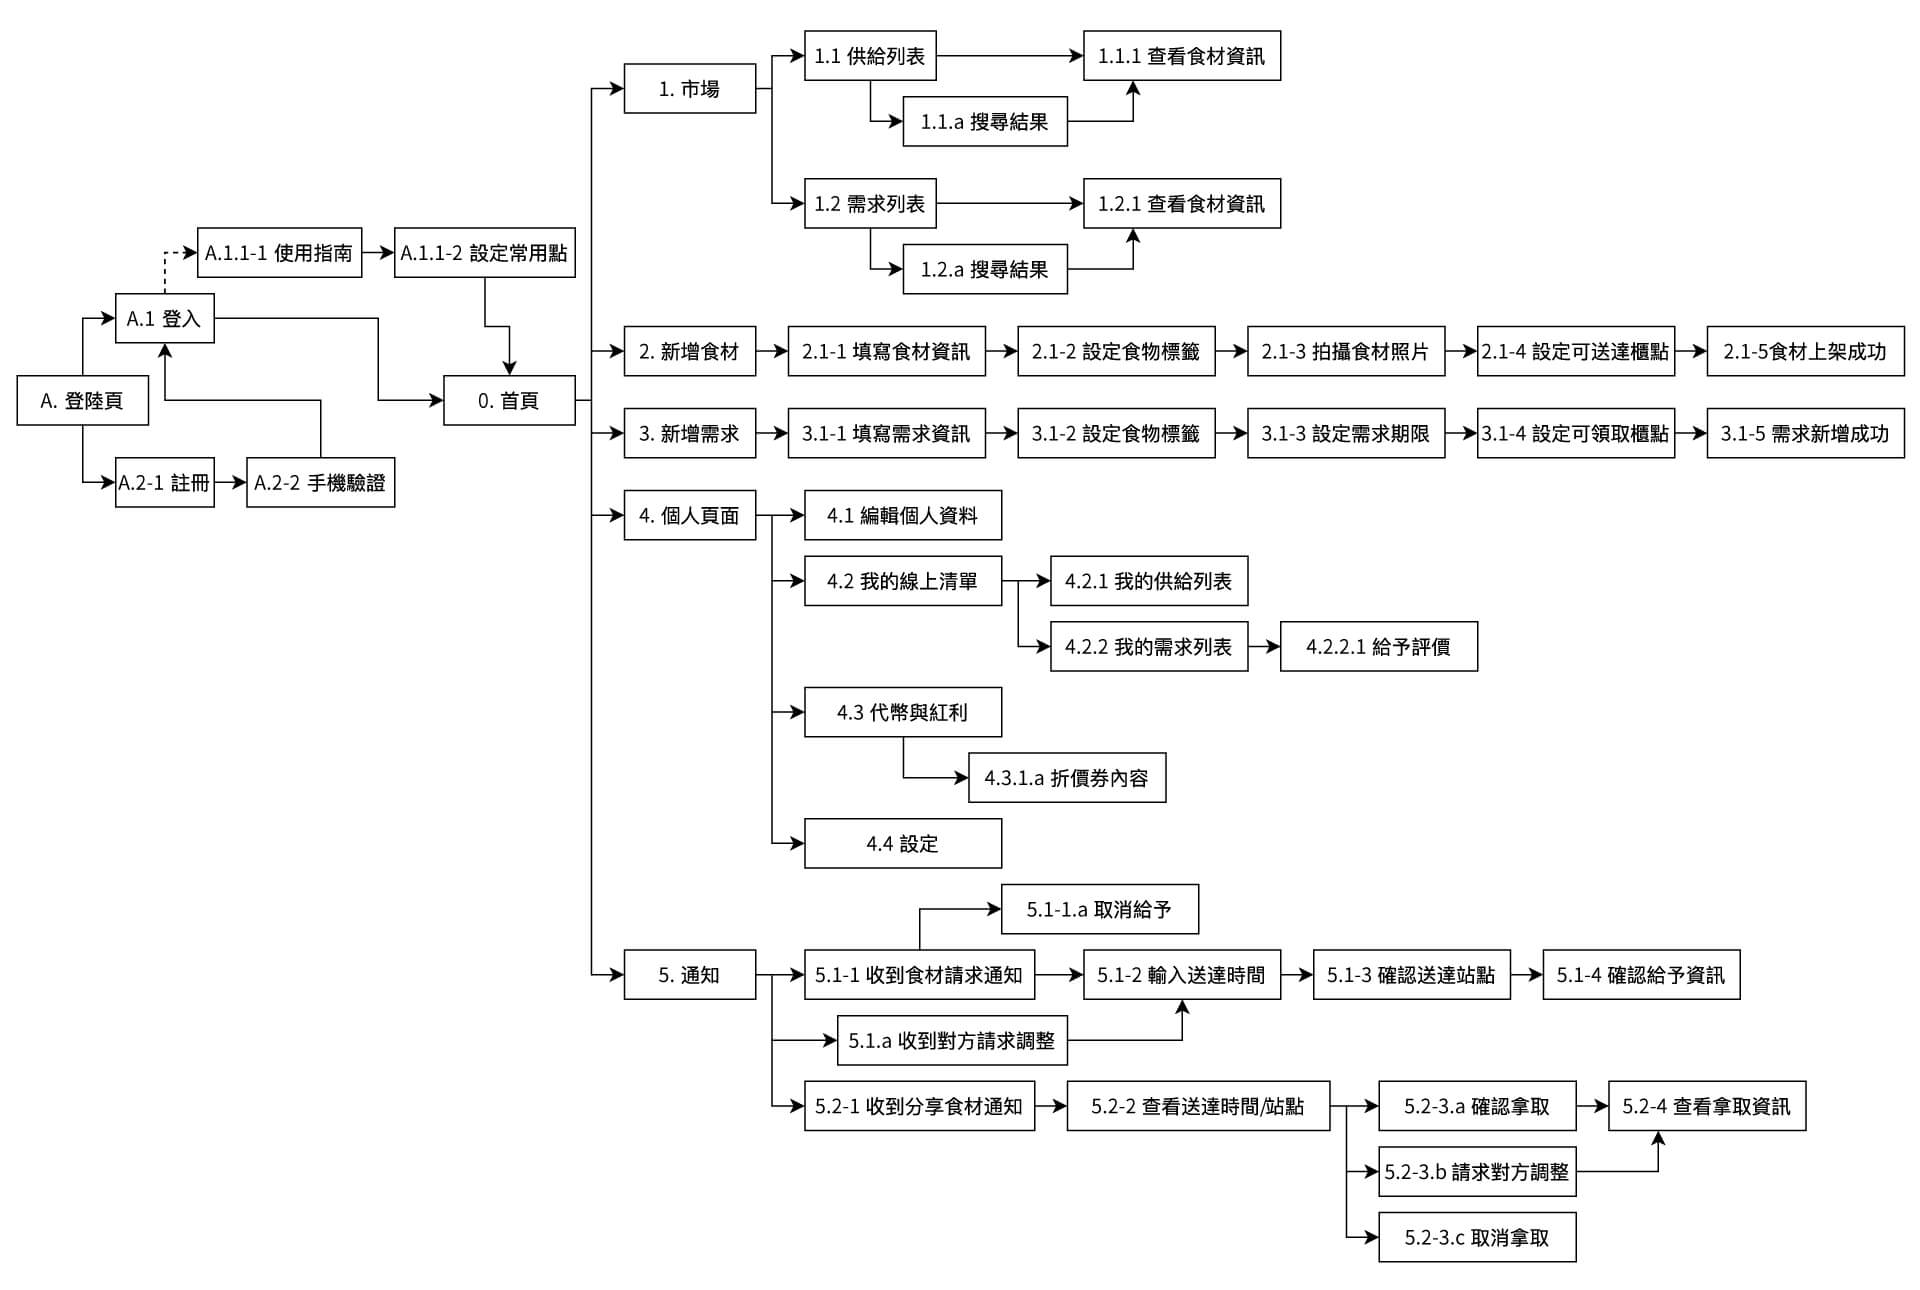 1.1 供給列表
1.1.1 查看食材資訊
1. 市場
1.1.a 搜尋結果
1.2 需求列表
1.2.1 查看食材資訊
1.2.a 搜尋結果
A.1.1-1 使用指南
A.1.1-2 設定常用點
A.1 登入
A. 登陸頁
0. 首頁
A.2-1 註冊
A.2-2 手機驗證
2. 新增食材
2.1-1 填寫食材資訊
2.1-2 設定食物標籤
2.1-3 拍攝食材照片
2.1-4 設定可送達櫃點
2.1-5食材上架成功
3. 新增需求
3.1-1 填寫需求資訊
3.1-2 設定食物標籤
3.1-3 設定需求期限
3.1-4 設定可領取櫃點
3.1-5 需求新增成功
4. 個人頁面
4.1 編輯個人資料
4.2 我的線上清單
4.2.1 我的供給列表
4.2.2 我的需求列表
4.2.2.1 給予評價
4.3 代幣與紅利
4.3.1.a 折價券內容
4.4 設定
5.1-1.a 取消給予
5. 通知
5.1-1 收到食材請求通知
5.1-2 輸入送達時間
5.1-3 確認送達站點
5.1-4 確認給予資訊
5.1.a 收到對方請求調整
5.2-1 收到分享食材通知
5.2-2 查看送達時間/站點
5.2-3.a 確認拿取
5.2-4 查看拿取資訊
5.2-3.b 請求對方調整
5.2-3.c 取消拿取